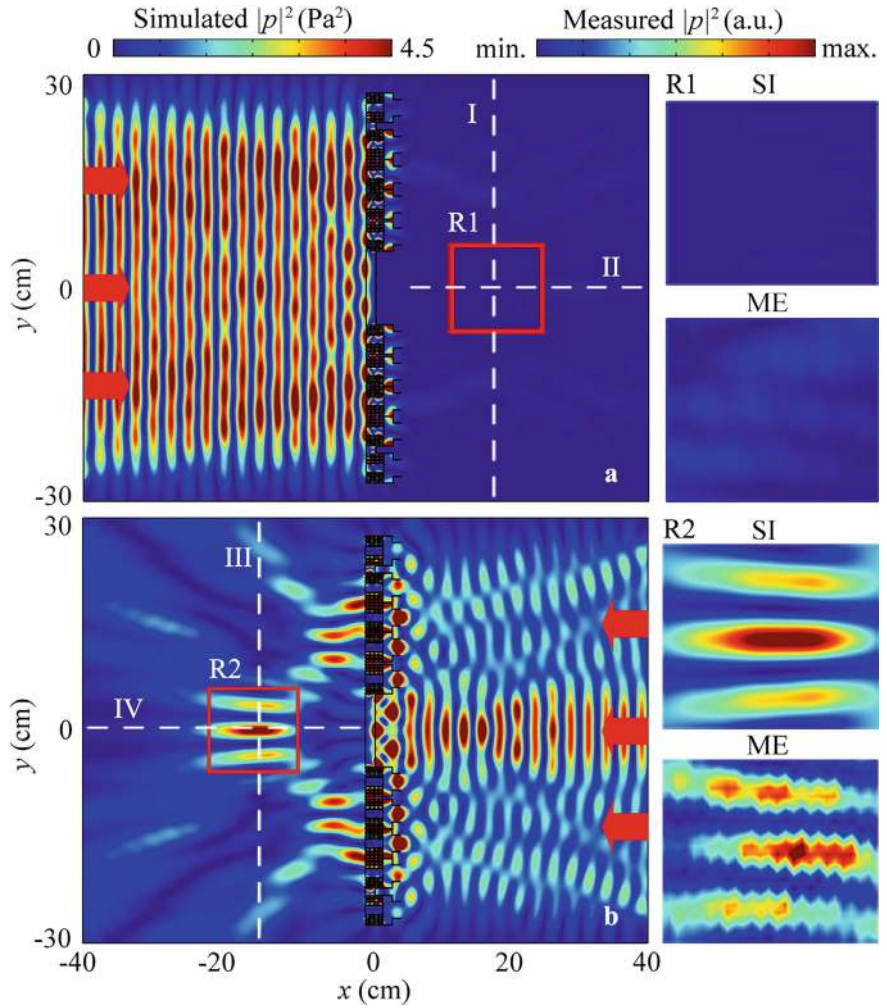 Simulated |p|² (Pa²)
Measured |p|² (a.u.)
0
4.5
min.
max.
30
I
R1
II
0
y (cm)
a
-30
R1
SI
ME
30
III
R2
IV
0
y (cm)
b
-30
-40
-20
0
20
40
x (cm)
R2
SI
ME